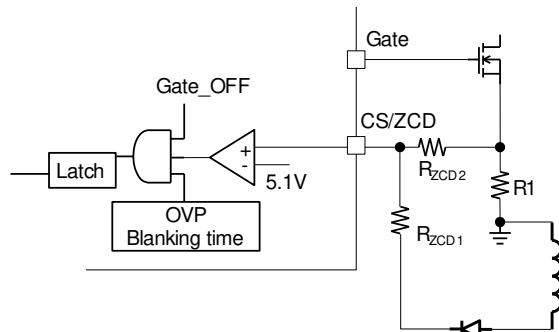 Gate
Gate_OFF
CS/ZCD
+
-
5.1V
Latch
RZCD2
R1
OVP
Blanking time
RZCD1